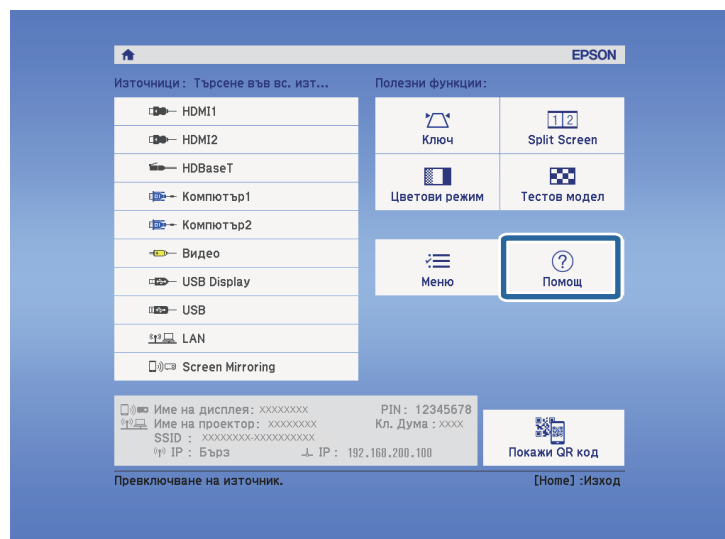 EPSON
Източници : Търсене във вс. изт...
Полезни функции:
HDMI1
HDMI2
HDBaseT
Компютър1
Компютър2
Видео
USB Display
USB
LAN
Screen Mirroring
Ключ
1 2
Split Screen
Цветови режим
Тестов модел
Меню
?
Помощ
Име на дисплея: XXXXXXXX
PIN : 12345678
Име на проектор: XXXXXXXX
Кл. Дума : XXXX
SSID : XXXXXXXX-XXXXXXXXXX
IP : Бърз
IP : 192.168.200.100
Покажи QR код
Превключване на източник.
[Home] :Изход